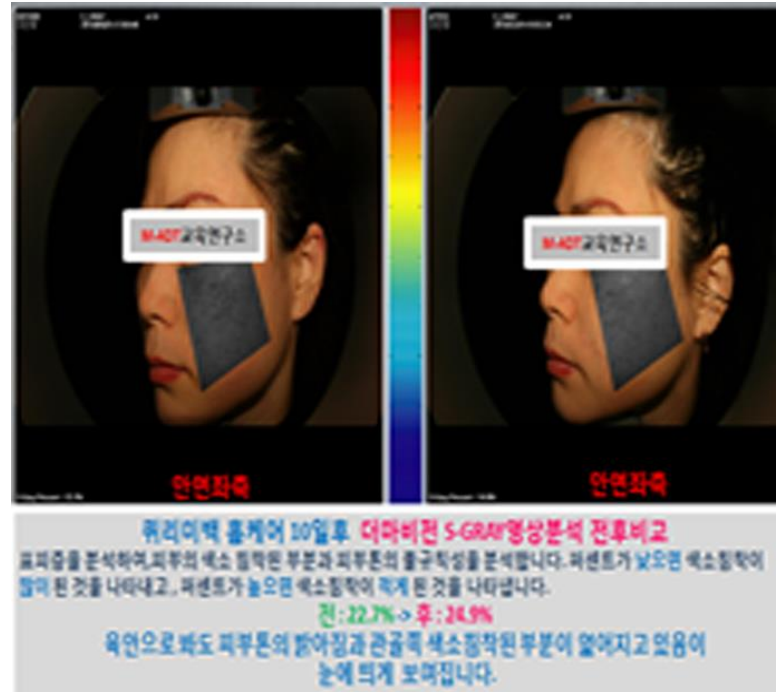 M-ADT교육연구소
M-ADT교육연구소
안면좌측
안면좌측
퀴리미백 홈케어 10일후 더마비전 S-GRAY영상분석 전후비교
표피층을 분석하여,피부의 색소 침착된 부분과 피부톤의 불규칙성을 분석합니다. 퍼센트가 낮으면 색소침착이
많이 된 것을 나타내고, 퍼센트가 높으면 색소침착이 적게 된 것을 나타냅니다.
전 : 22.7% -> 후 : 24.9%
육안으로 봐도 피부톤의 밝아짐과 관골쪽 색소침착된 부분이 옅어지고 있음이
눈에 띄게 보여집니다.